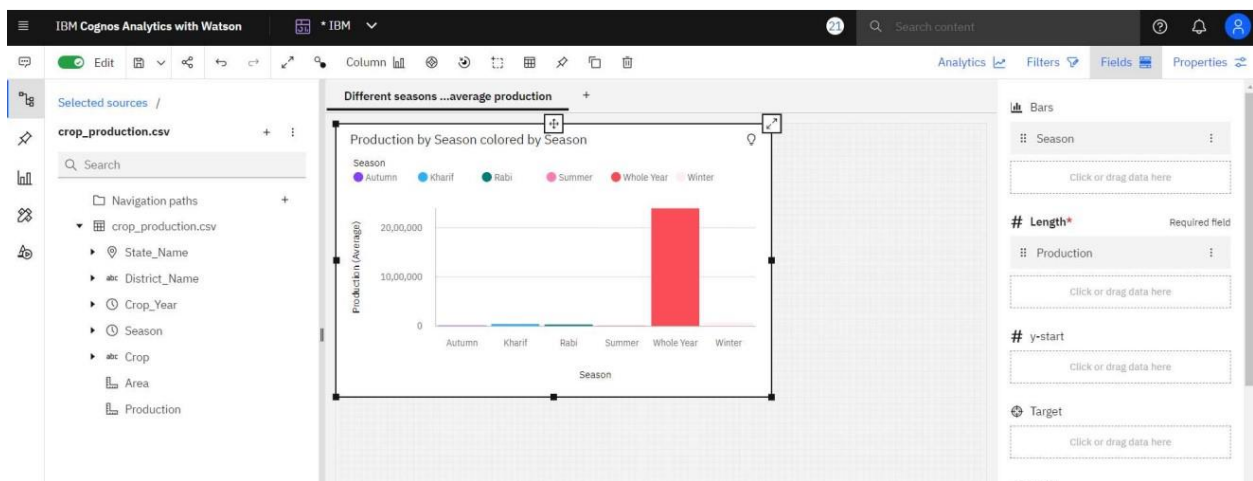 IBM Cognos Analytics with Watson
* IBM
21
Search content
Edit
Column
Analytics
Filters
Fields
Properties
Selected sources /
crop_production.csv
Search
Navigation paths
crop_production.csv
State_Name
abc District_Name
Crop_Year
Season
abc Crop
Area
Production
Different seasons ...average production
Production by Season colored by Season
Season
Autumn Kharif Rabi Summer Whole Year Winter
Production (Average)
20,00,000
10,00,000
0
Autumn Kharif Rabi Summer Whole Year Winter
Season
Bars
Season
Click or drag data here
# Length* Required field
Production
Click or drag data here
# y-start
Click or drag data here
Target
Click or drag data here